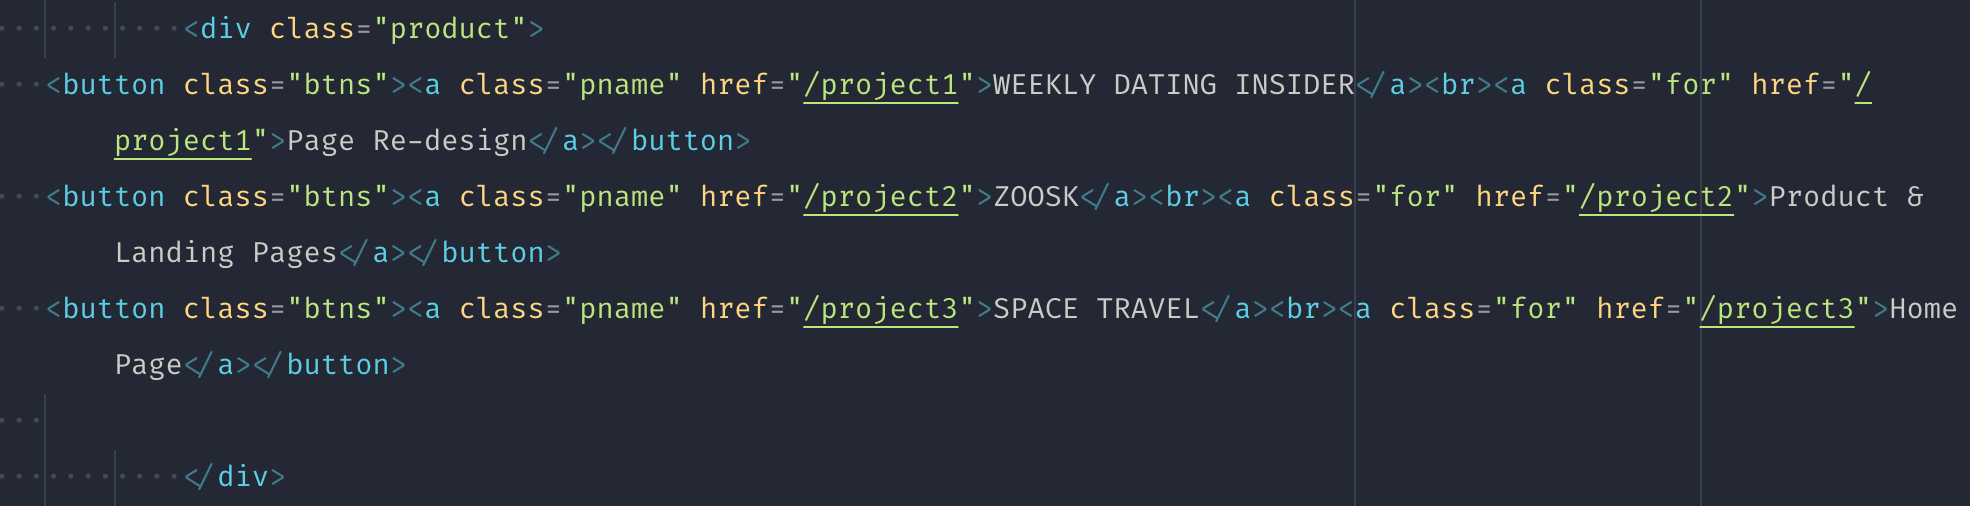 <div class="product">
<button class="btns"><a class="pname" href="/project1">WEEKLY DATING INSIDER</a><br><a class="for" href="/
project1">Page Re-design</a></button>
<button class="btns"><a class="pname" href="/project2">ZOOSK</a><br><a class="for" href="/project2">Product &
Landing Pages</a></button>
<button class="btns"><a class="pname" href="/project3">SPACE TRAVEL</a><br><a class="for" href="/project3">Home
Page</a></button>
</div>